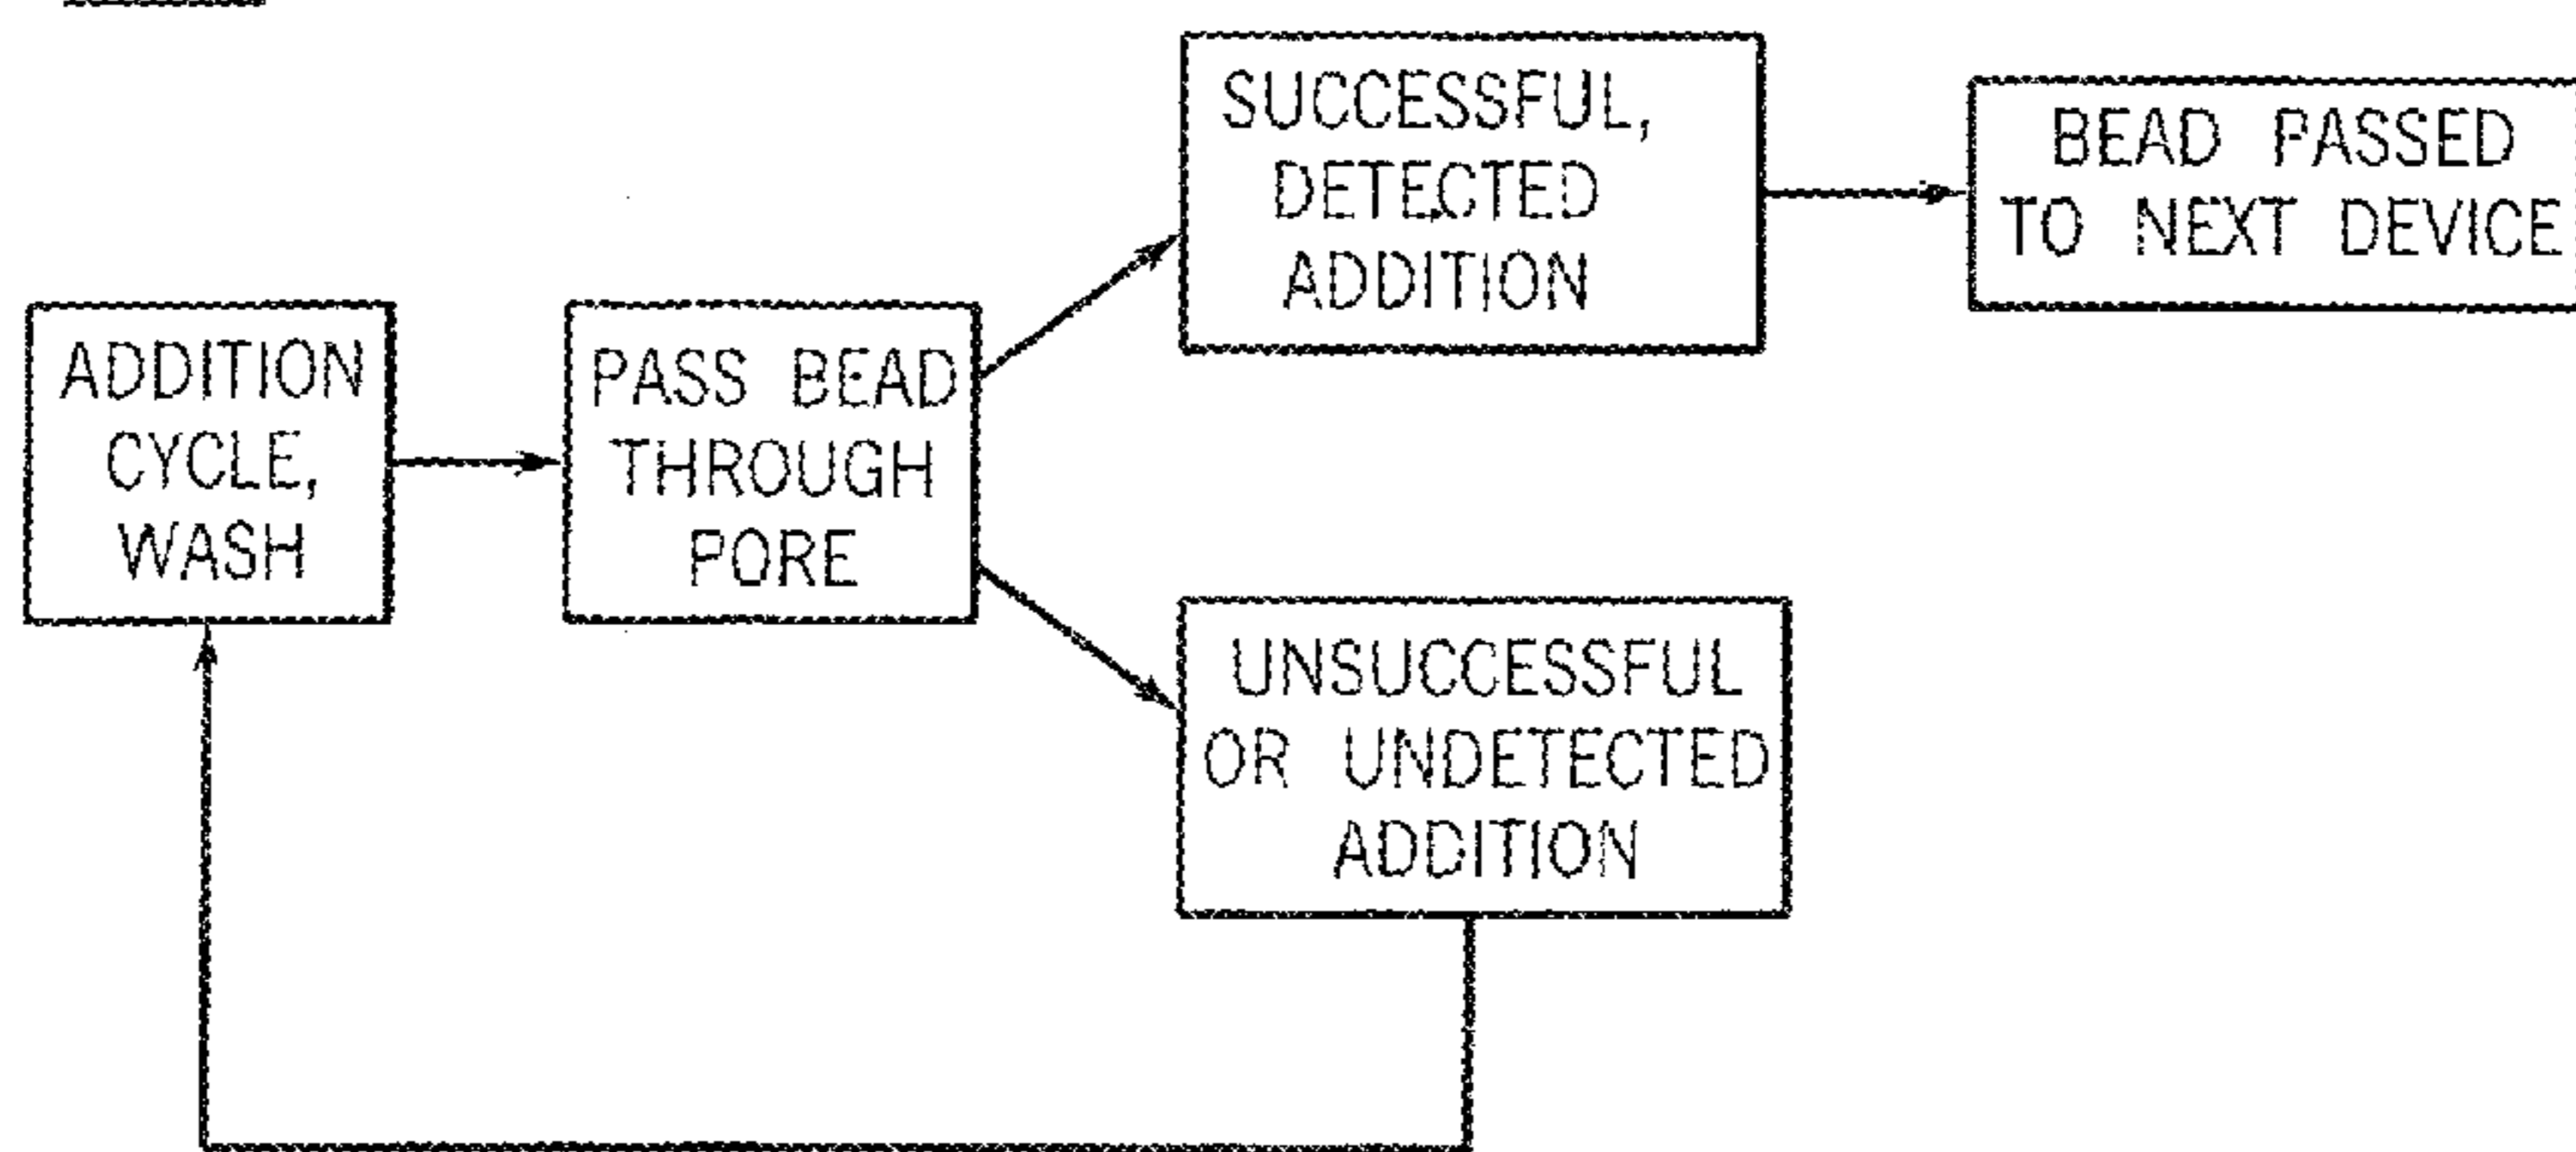 ADDITION
CYCLE,
WASH
PASS BEAD
THROUGH
PORE
SUCCESSFUL,
DETECTED
ADDITION
BEAD PASSED
TO NEXT DEVICE
UNSUCCESSFUL
OR UNDETECTED
ADDITION